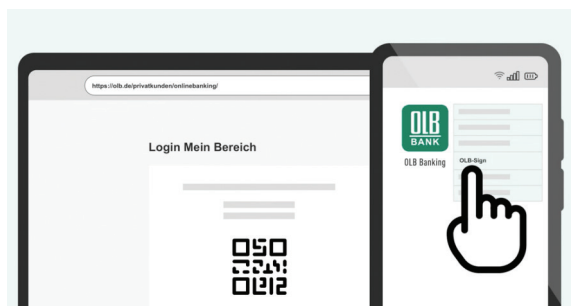 https://olb.de/privatkunden/onlinebanking/
Login Mein Bereich
OLB
BANK
OLB Banking
OLB-Sign